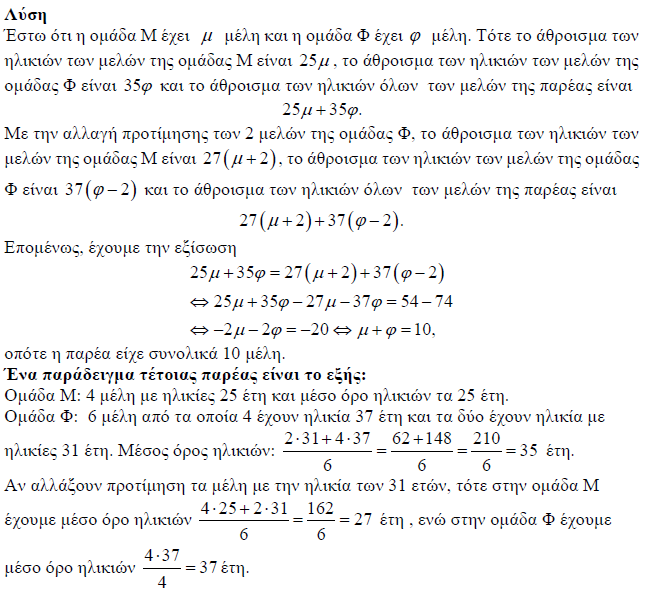 Λύση
Έστω ότι η ομάδα Μ έχει μ μέλη και η ομάδα Φ έχει φ μέλη. Τότε το άθροισμα των
ηλικιών των μελών της ομάδας Μ είναι 25μ, το άθροισμα των ηλικιών των μελών της
ομάδας Φ είναι 35φ και το άθροισμα των ηλικιών όλων των μελών της παρέας είναι
25μ+35φ.
Με την αλλαγή προτίμησης των 2 μελών της ομάδας Φ, το άθροισμα των ηλικιών των
μελών της ομάδας Μ είναι 27(μ+2), το άθροισμα των ηλικιών των μελών της ομάδας
Φ είναι 37(φ−2) και το άθροισμα των ηλικιών όλων των μελών της παρέας είναι
27(μ+2)+37(φ−2).
Επομένως, έχουμε την εξίσωση
25μ+35φ=27(μ+2)+37(φ−2)
⇔25μ+35φ−27μ−37φ=54−74
⇔−2μ−2φ=−20⇔μ+φ=10,
οπότε η παρέα είχε συνολικά 10 μέλη.
Ένα παράδειγμα τέτοιας παρέας είναι το εξής:
Ομάδα Μ: 4 μέλη με ηλικίες 25 έτη και μέσο όρο ηλικιών τα 25 έτη.
Ομάδα Φ: 6 μέλη από τα οποία 4 έχουν ηλικία 37 έτη και τα δύο έχουν ηλικία με
ηλικίες 31 έτη. Μέσος όρος ηλικιών: (2·31+4·37)/6=(62+148)/6=210/6=35 έτη.
Αν αλλάξουν προτίμηση τα μέλη με την ηλικία των 31 ετών, τότε στην ομάδα Μ
έχουμε μέσο όρο ηλικιών (4·25+2·31)/6=162/6=27 έτη , ενώ στην ομάδα Φ έχουμε
μέσο όρο ηλικιών (4·37)/4=37 έτη.